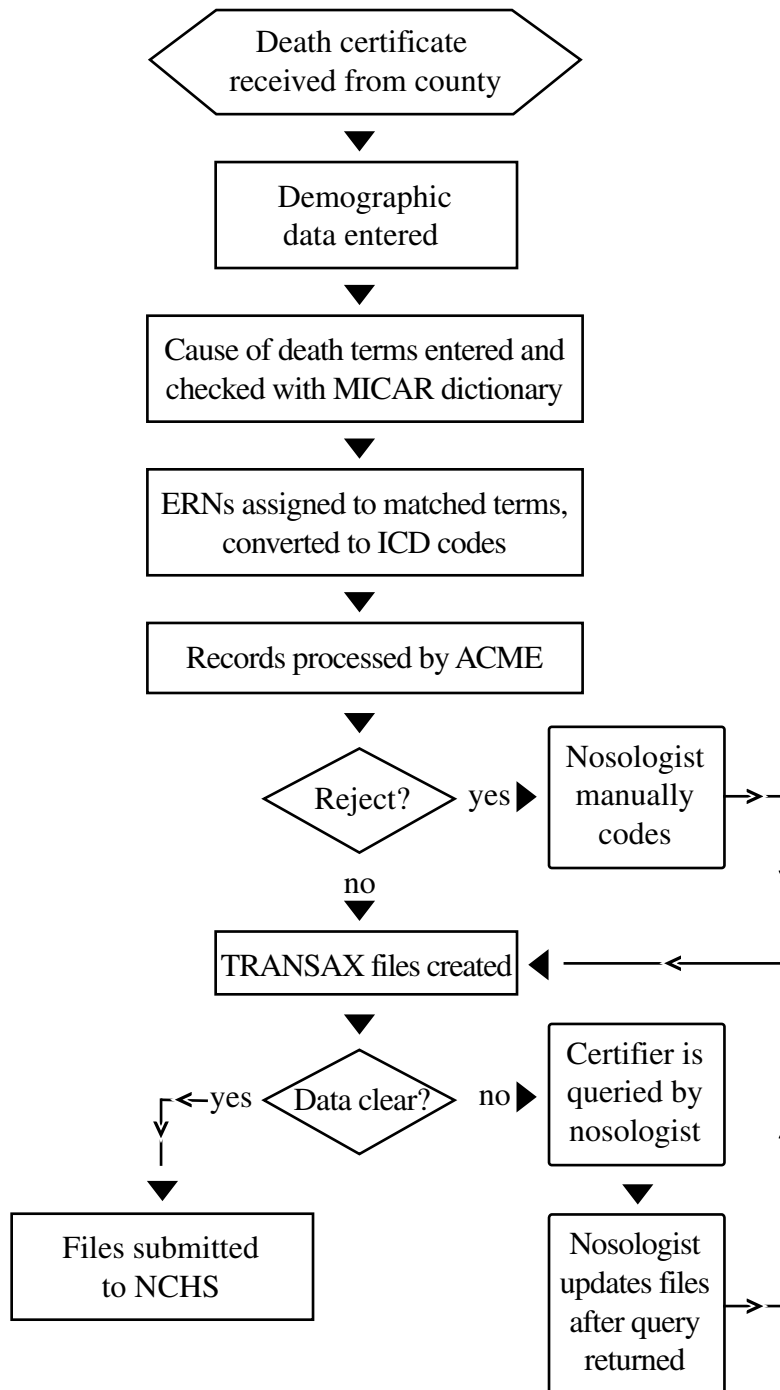 Death certificate
received from county
Demographic
data entered
Cause of death terms entered and
checked with MICAR dictionary
ERNs assigned to matched terms,
converted to ICD codes
Records processed by ACME
Reject?
yes
Nosologist
manually
codes
no
TRANSAX files created
Data clear?
yes
no
Certifier is
queried by
nosologist
Files submitted
to NCHS
Nosologist
updates files
after query
returned